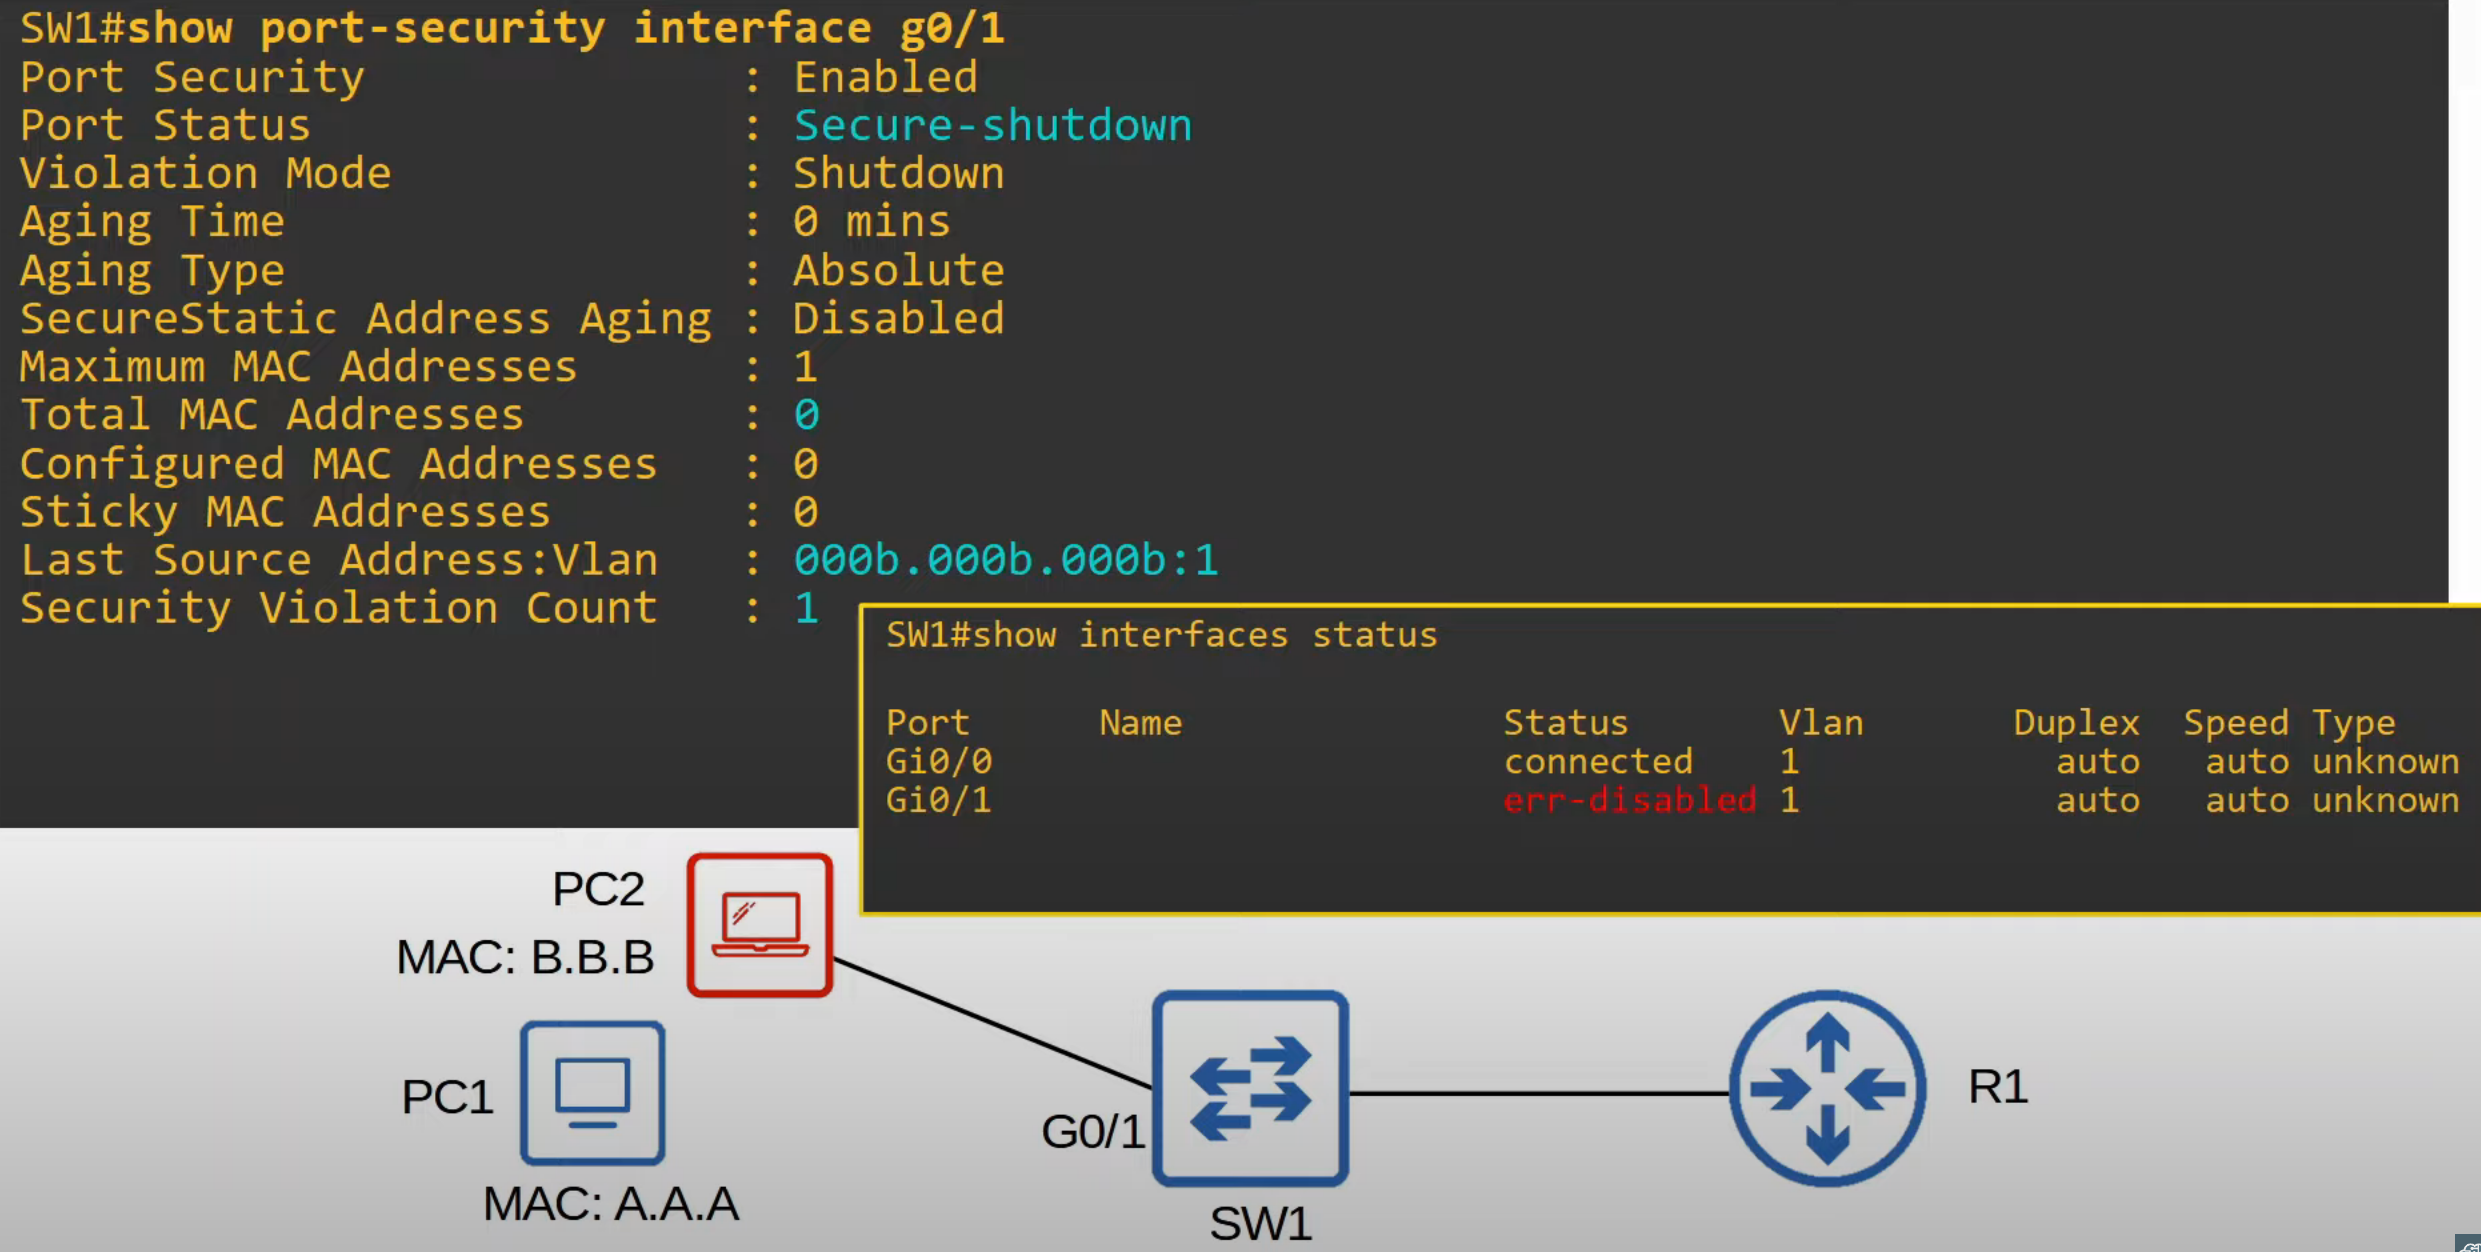 SW1#show port-security interface g0/1
Port Security : Enabled
Port Status : Secure-shutdown
Violation Mode : Shutdown
Aging Time : 0 mins
Aging Type : Absolute
SecureStatic Address Aging : Disabled
Maximum MAC Addresses : 1
Total MAC Addresses : 0
Configured MAC Addresses : 0
Sticky MAC Addresses : 0
Last Source Address:Vlan : 000b.000b.000b:1
Security Violation Count : 1
SW1#show interfaces status
Port Name Status Vlan Duplex Speed Type
Gi0/0 connected 1 auto auto unknown
Gi0/1 err-disabled 1 auto auto unknown
PC2
MAC: B.B.B
PC1
MAC: A.A.A
G0/1
SW1
R1